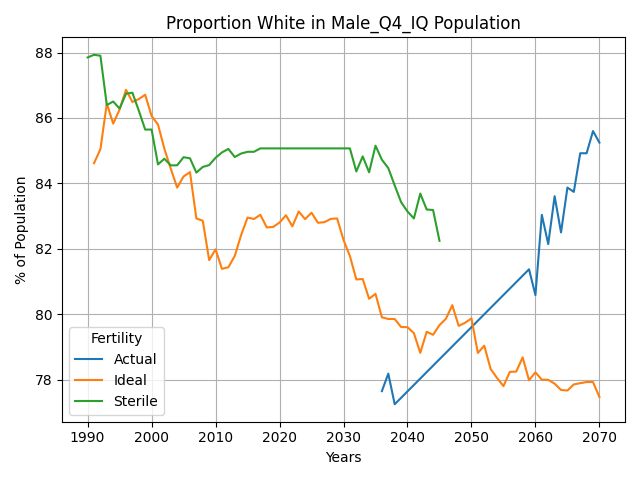 Proportion White in Male_Q4_IQ Population
% of Population
88
86
84
82
80
78
Fertility
Actual
Ideal
Sterile
1990
2000
2010
2020
2030
2040
2050
2060
2070
Years